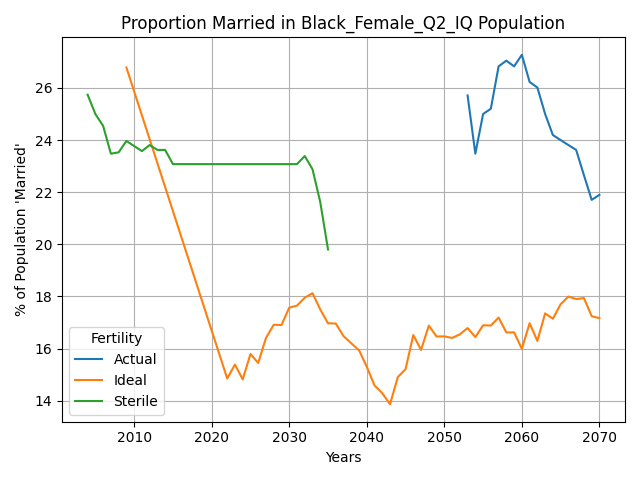 Proportion Married in Black_Female_Q2_IQ Population
% of Population 'Married'
26
24
22
20
18
16
14
Fertility
Actual
Ideal
Sterile
2010 2020 2030 2040 2050 2060 2070
Years